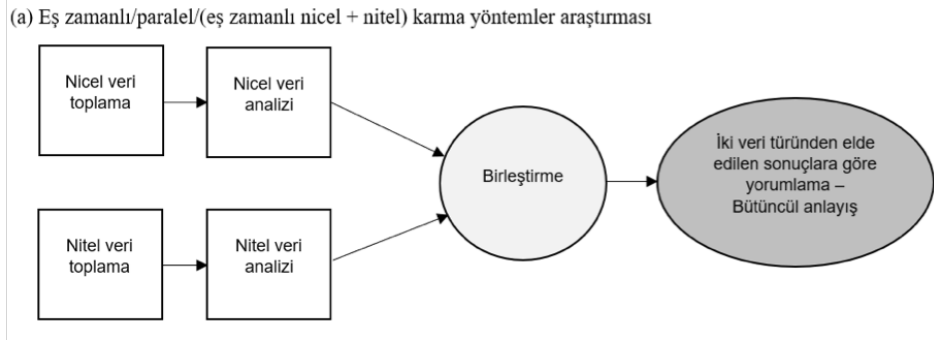 (a) Eş zamanlı/paralel/(eş zamanlı nicel + nitel) karma yöntemler araştırması
Nicel veri
toplama
Nicel veri
analizi
Nitel veri
toplama
Nitel veri
analizi
Birleştirme
İki veri türünden elde
edilen sonuçlara göre
yorumlama –
Bütüncül anlayış